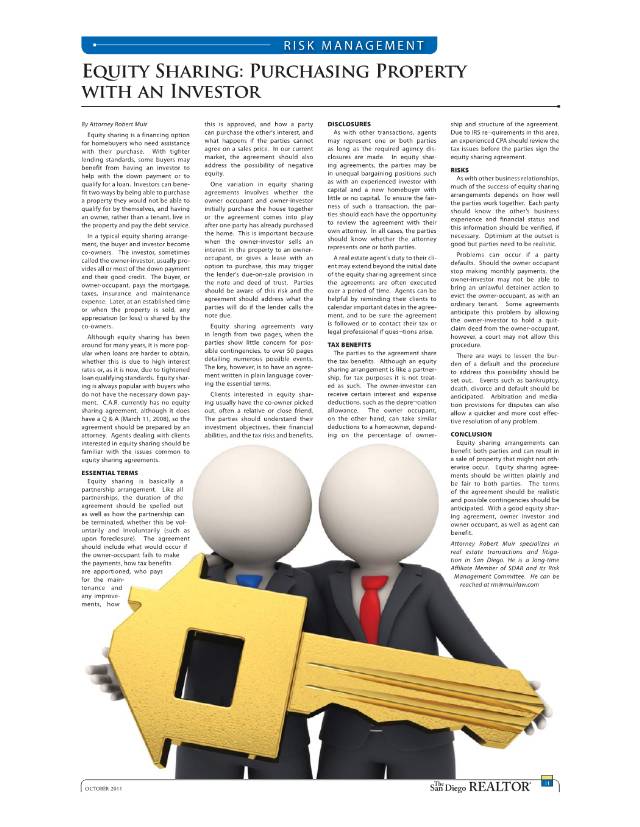 RISK MANAGEMENT
EQUITY SHARING: PURCHASING PROPERTY
WITH AN INVESTOR
By Attorney Robert Muir
Equity sharing is a financing option
for homebuyers who need assistance
with their purchase. With tighter
lending standards, some buyers may
benefit from having an investor to
help with the down payment or to
qualify for a loan. Investors can bene-
fit two ways by being able to purchase
a property they would not be able to
qualify for by themselves, and having
an owner, rather than a tenant, live in
the property and pay the debt service.
In a typical equity sharing arrange-
ment, the buyer and investor become
co-owners. The investor, sometimes
called the owner-investor, usually pro-
vides all or most of the down payment
and their good credit. The buyer, or
owner-occupant, pays the mortgage,
taxes, insurance, and maintenance
expense. Later, at an established time
or when the property is sold, any
appreciation (or loss) is shared by the
co-owners.
Although equity sharing has been
around for many years, it is more pop-
ular when loans are harder to obtain,
whether this is due to high interest
rates or, as it is now, due to tightened
loan qualifying standards. Equity shar-
ing is always popular with buyers who
do not have the necessary down pay-
ment. C.A.R. currently has no equity
sharing agreement, although it does
have a Q & A (March 11, 2008), so the
agreement should be prepared by an
attorney. Agents dealing with clients
interested in equity sharing should be
familiar with the issues common to
equity sharing agreements.
ESSENTIAL TERMS
Equity sharing is basically a
partnership arrangement. Like all
partnerships, the duration of the
agreement should be spelled out
as well as how the partnership can
be terminated, whether this be vol-
untarily and involuntarily (such as
upon foreclosure). The agreement
should include what would occur if
the owner-occupant fails to make
the payments, how tax benefits
are apportioned, who pays
for the main-
tenance and
any improve-
ments, how
this is approved, and how a party
can purchase the other's interest, and
what happens if the parties cannot
agree on a sales price. In our current
market, the agreement should also
address the possibility of negative
equity.
One variation in equity sharing
agreements involves whether the
owner occupant and owner-investor
initially purchase the house together
or the agreement comes into play
after one party has already purchased
the home. This is important because
when the owner-investor sells an
interest in the property to an owner-
occupant, or gives a lease with an
option to purchase, this may trigger
the lender's due-on-sale provision in
the note and deed of trust. Parties
should be aware of this risk and the
agreement should address what the
parties will do if the lender calls the
note due.
Equity sharing agreements vary
in length from two pages, when the
parties show little concern for pos-
sible contingencies, to over 50 pages
detailing numerous possible events.
The key, however, is to have an agree-
ment written in plain language cover-
ing the essential terms.
Clients interested in equity shar-
ing usually have the co-owner picked
out, often a relative or close friend.
The parties should understand their
investment objectives, their financial
abilities, and the tax risks and benefits.
DISCLOSURES
As with other transactions, agents
may represent one or both parties
as long as the required agency dis-
closures are made. In equity shar-
ing agreements, the parties may be
in unequal bargaining positions such
as with an experienced investor with
capital and a new homebuyer with
little or no capital. To ensure the fair-
ness of such a transaction, the par-
ties should each have the opportunity
to review the agreement with their
own attorney. In all cases, the parties
should know whether the attorney
represents one or both parties.
A real estate agent's duty to their cli-
ent may extend beyond the initial date
of the equity sharing agreement since
the agreements are often executed
over a period of time. Agents can be
helpful by reminding their clients to
calendar important dates in the agree-
ment, and to be sure the agreement
is followed or to contact their tax or
legal professional if questions arise.
TAX BENEFITS
The parties to the agreement share
the tax benefits. Although an equity
sharing arrangement is like a partner-
ship, for tax purposes it is not treat-
ed as such. The owner-investor can
receive certain interest and expense
deductions, such as the depreciation
allowance. The owner occupant,
on the other hand, can take similar
deductions to a homeowner, depend-
ing on the percentage of owner-
ship and structure of the agreement.
Due to IRS requirements in this area,
an experienced CPA should review the
tax issues before the parties sign the
equity sharing agreement.
RISKS
As with other business relationships,
much of the success of equity sharing
arrangements depends on how well
the parties work together. Each party
should know the other's business
experience and financial status and
this information should be verified, if
necessary. Optimism at the outset is
good but parties need to be realistic.
Problems can occur if a party
defaults. Should the owner occupant
stop making monthly payments, the
owner-investor may not be able to
bring an unlawful detainer action to
evict the owner-occupant, as with an
ordinary tenant. Some agreements
anticipate this problem by allowing
the owner-investor to hold a quit-
claim deed from the owner-occupant,
however, a court may not allow this
procedure.
There are ways to lessen the bur-
den of a default and the procedure
to address this possibility should be
set out. Events such as bankruptcy,
death, divorce and default should be
anticipated. Arbitration and media-
tion provisions for disputes can also
allow a quicker and more cost effec-
tive resolution of any problem.
CONCLUSION
Equity sharing arrangements can
benefit both parties and can result in
a sale of property that might not oth-
erwise occur. Equity sharing agree-
ments should be written plainly and
be fair to both parties. The terms
of the agreement should be realistic
and possible contingencies should be
anticipated. With a good equity shar-
ing agreement, owner investor and
owner occupant, as well as agent can
benefit.
Attorney Robert Muir specializes in
real estate transactions and litiga-
tion in San Diego. He is a long-time
Affiliate Member of SDAR and its Risk
Management Committee. He can be
reached at rm@muirlaw.com
OCTOBER 2011
The San Diego REALTOR®
11